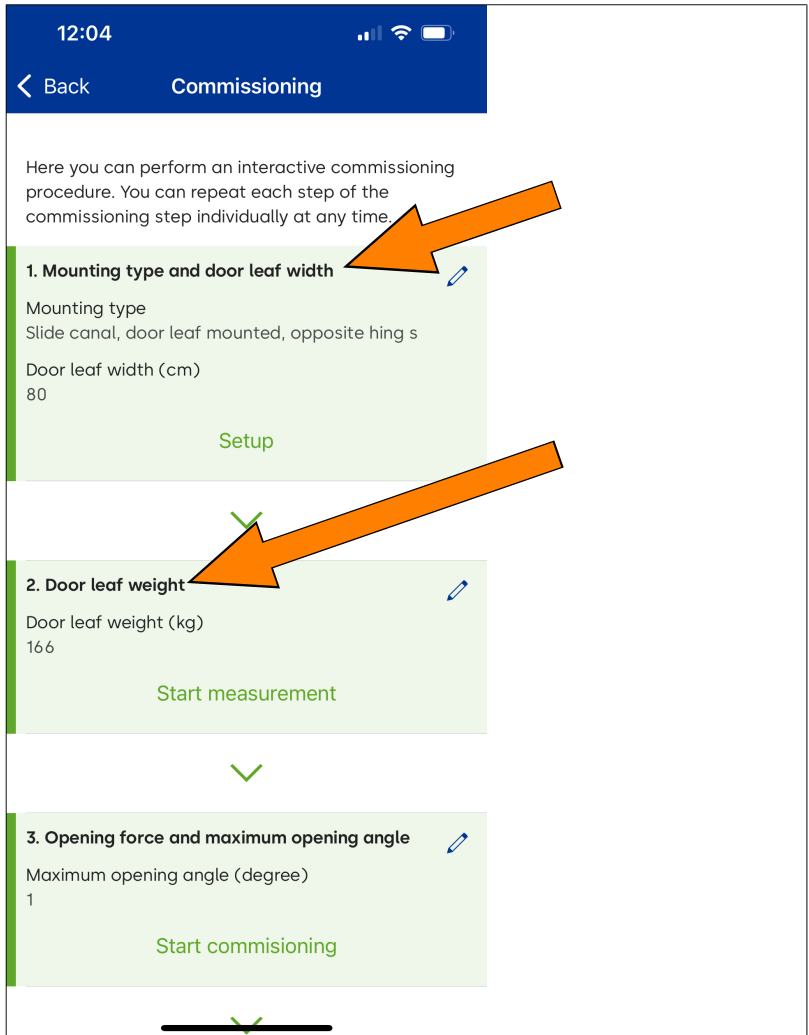 12:04
Back Commissioning
Here you can perform an interactive commissioning
procedure. You can repeat each step of the
commissioning step individually at any time.
1. Mounting type and door leaf width
Mounting type
Slide canal, door leaf mounted, opposite hing s
Door leaf width (cm)
80
Setup
2. Door leaf weight
Door leaf weight (kg)
166
Start measurement
3. Opening force and maximum opening angle
Maximum opening angle (degree)
1
Start commisioning